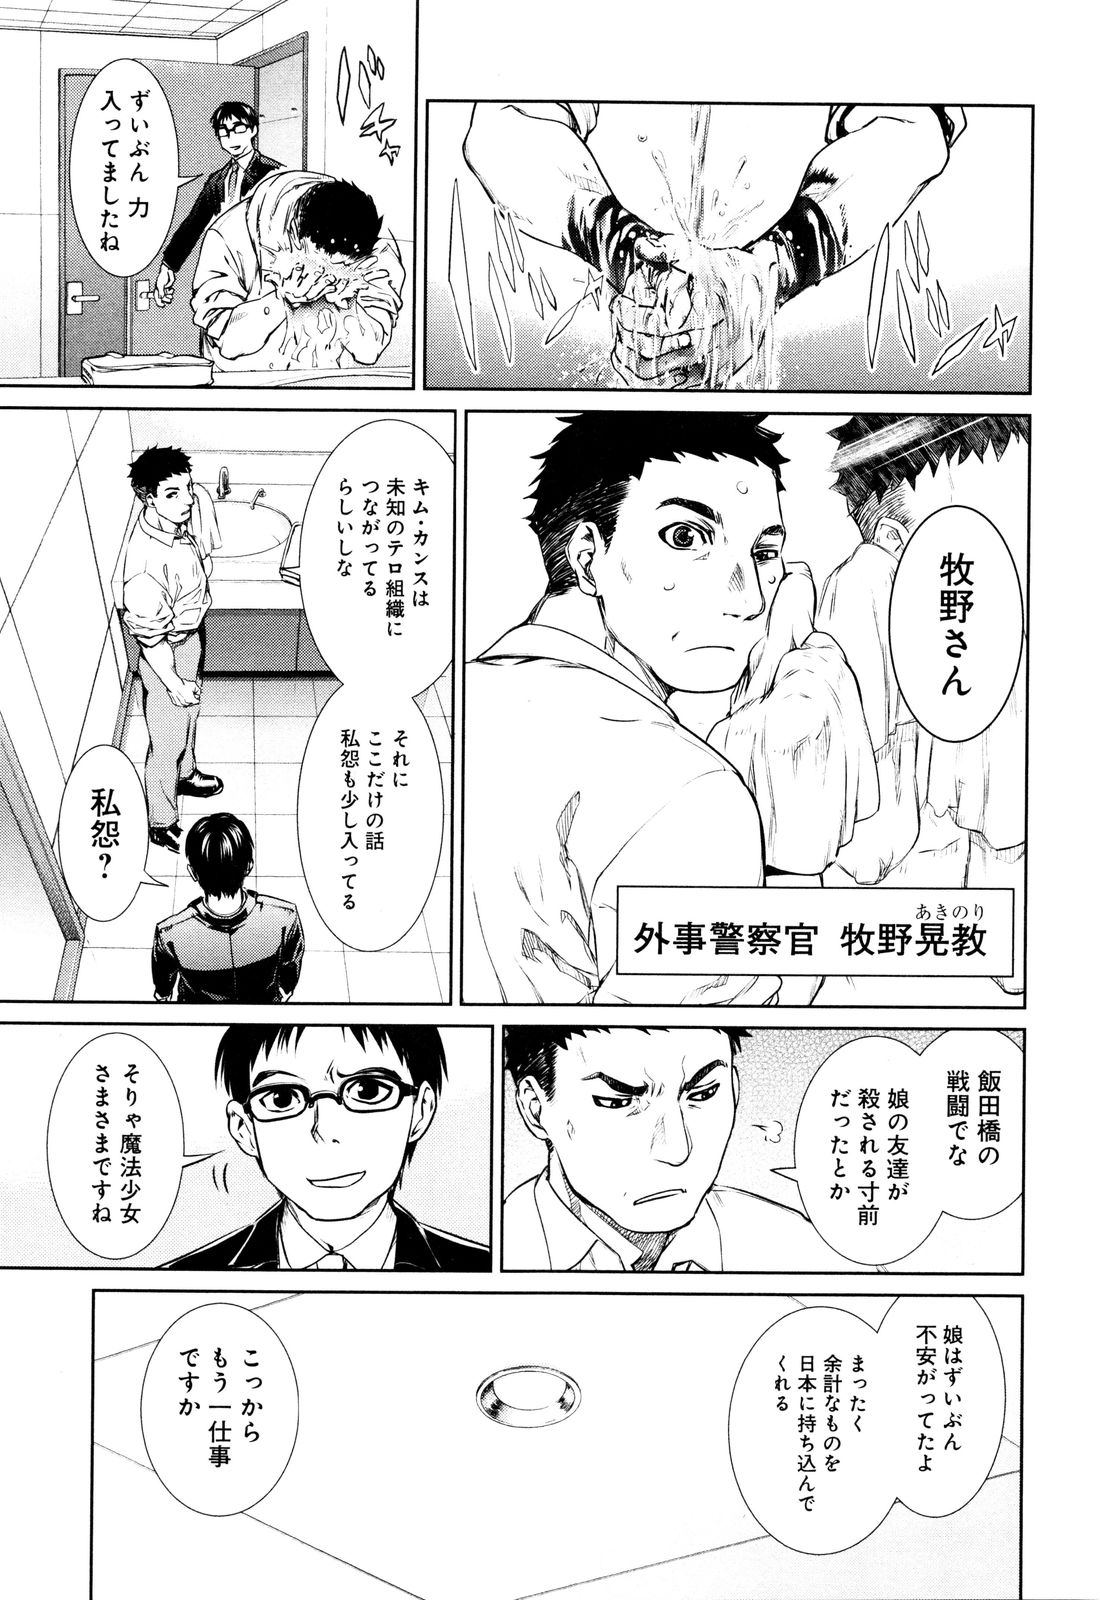 ジャ
ジャ
ずいぶん 力
入ってましたね
牧野さん
外事警察官 牧野晃教
あきのり
キム・カンスは
未知のテロ組織に
つながってる
らしいしな
それに
ここだけの話
私怨も少し入ってる
私怨?
飯田橋の
戦闘でな
娘の友達が
殺される寸前
だったとか
そりゃ魔法少女
さまさまですね
娘はずいぶん
不安がってたよ
まったく
余計なものを
日本に持ち込んで
くれる
こっから
もう一仕事
ですか